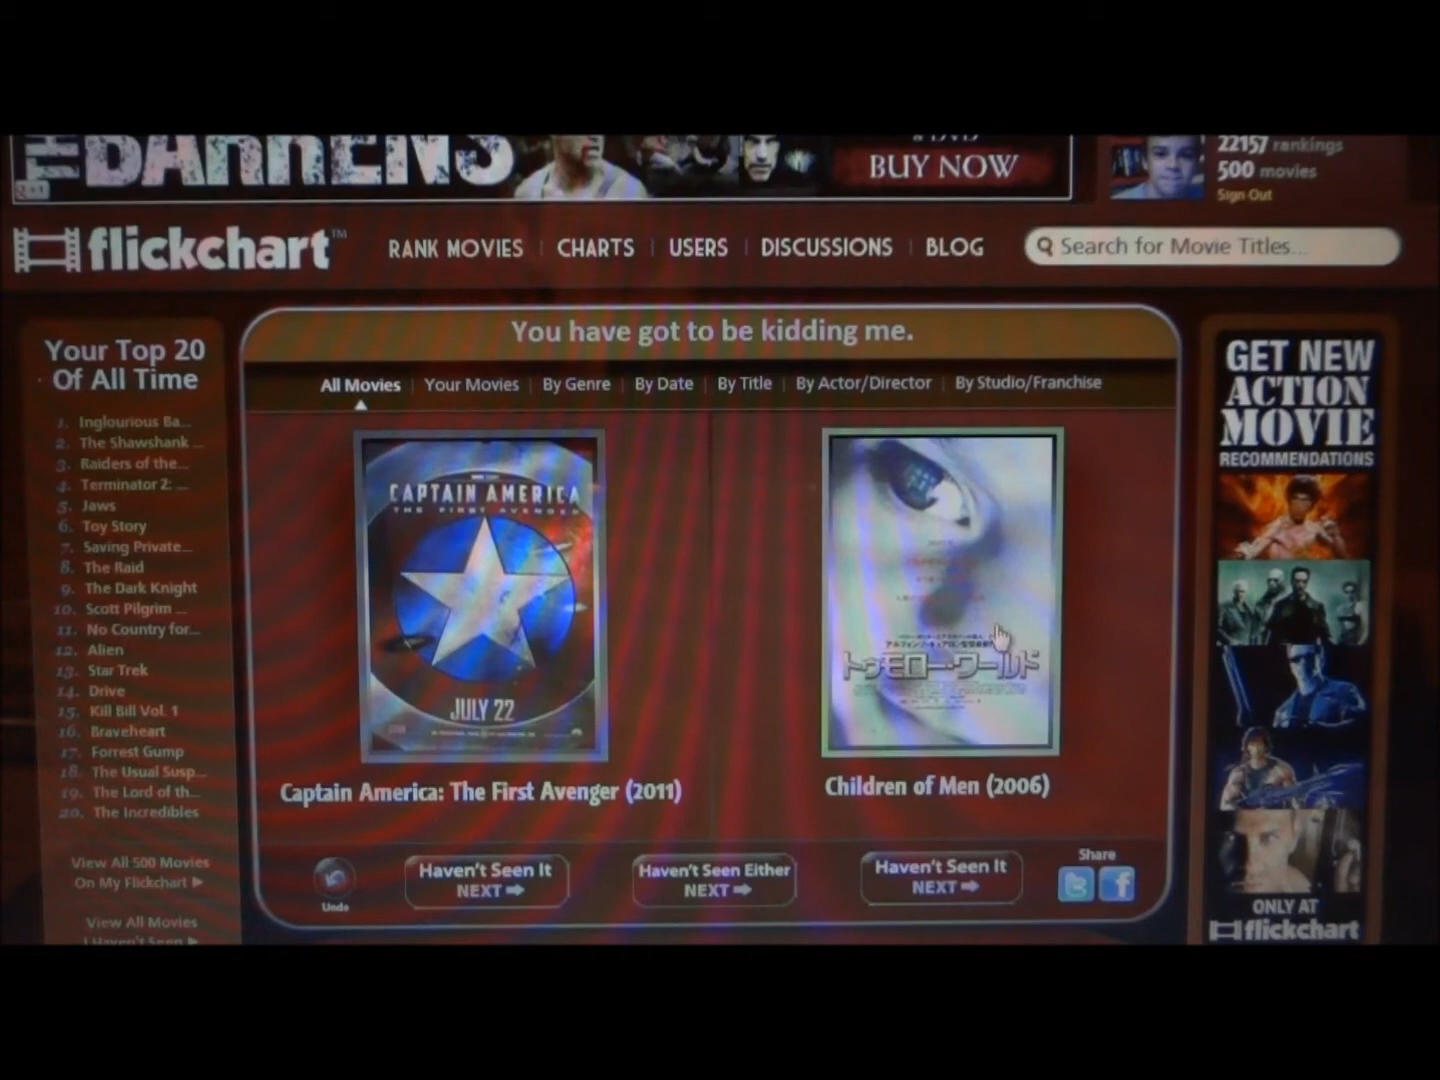 THE
BARRENS
BUY NOW
22157 rankings
500 movies
Sign Out
flickchart™
RANK MOVIES
CHARTS
USERS
DISCUSSIONS
BLOG
Search for Movie Titles...
Your Top 20
Of All Time
1. Inglourious Ba...
2. The Shawshank ...
3. Raiders of the...
4. Terminator 2: ...
5. Jaws
6. Toy Story
7. Saving Private...
8. The Raid
9. The Dark Knight
10. Scott Pilgrim ...
11. No Country for...
12. Alien
13. Star Trek
14. Drive
15. Kill Bill Vol. 1
16. Braveheart
17. Forrest Gump
18. The Usual Susp...
19. The Lord of th...
20. The Incredibles
View All 500 Movies
On My Flickchart ▶
View All Movies
I Haven't Seen ▶
You have got to be kidding me.
All Movies
Your Movies
By Genre
By Date
By Title
By Actor/Director
By Studio/Franchise
CAPTAIN AMERICA
THE FIRST AVENGER
JULY 22
Captain America: The First Avenger (2011)
トゥモロー・ワールド
Children of Men (2006)
Undo
Haven't Seen It
NEXT
Haven't Seen Either
NEXT
Haven't Seen It
NEXT
Share
GET NEW
ACTION
MOVIE
RECOMMENDATIONS
ONLY AT
flickchart